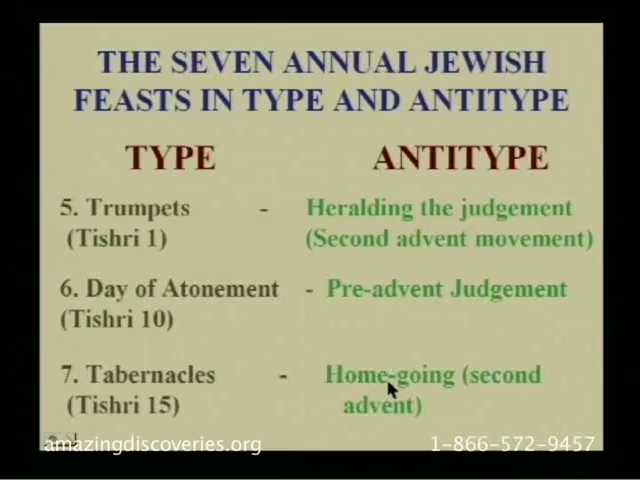 THE SEVEN ANNUAL JEWISH
FEASTS IN TYPE AND ANTITYPE
TYPE ANTITYPE
5. Trumpets - Heralding the judgement
(Tishri 1) (Second advent movement)
6. Day of Atonement - Pre-advent Judgement
(Tishri 10)
7. Tabernacles - Home-going (second
(Tishri 15) advent)
amazingdiscoveries.org 1-866-572-9457